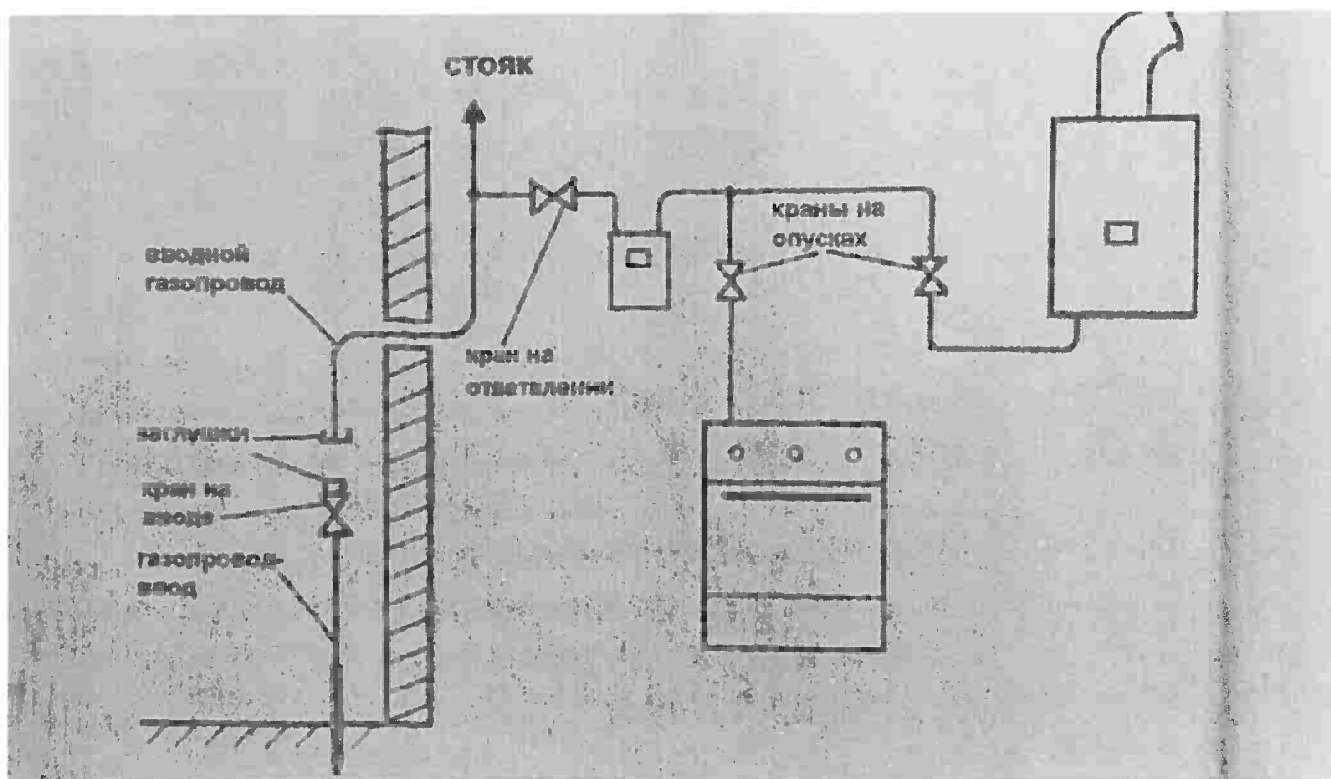 СТОЯК
вводной
газопровод
краны на
опусках
кран на
ответвлении
заглушки
кран на
вводе
газопровод-
ввод